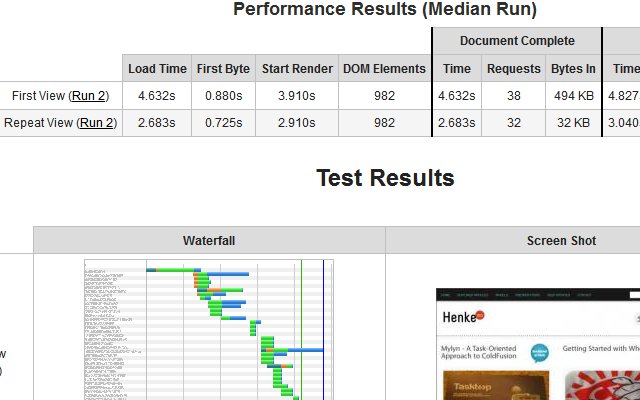 Performance Results (Median Run)
Document Complete
Load Time First Byte Start Render DOM Elements Time Requests Bytes In Time
First View (Run 2) 4.632s 0.880s 3.910s 982 4.632s 38 494 KB 4.827
Repeat View (Run 2) 2.683s 0.725s 2.910s 982 2.683s 32 32 KB 3.040
Test Results
Waterfall Screen Shot
Henke
Mylyn - A Task-Oriented
Approach to ColdFusion
Getting Started with
Tasktop